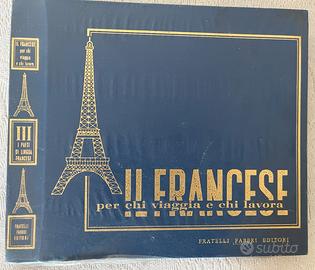 IL FRANCESE
per chi viaggia
e chi lavora
III
I PAESI
DI LINGUA
FRANCESE
FRATELLI
FABBRI
EDITORI
IL FRANCESE
per chi viaggia e chi lavora
FRATELLI FABBRI EDITORI
subito